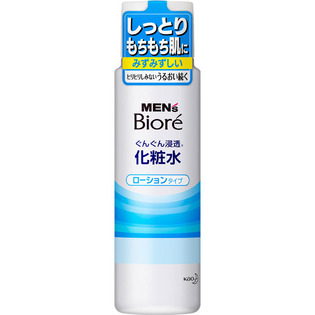 しっとり
もちもち肌に
みずみずしい
ヒリヒリしみないうるおい続く
MEN's
Bioré
ぐんぐん浸透*
化粧水
ローションタイプ
Kao